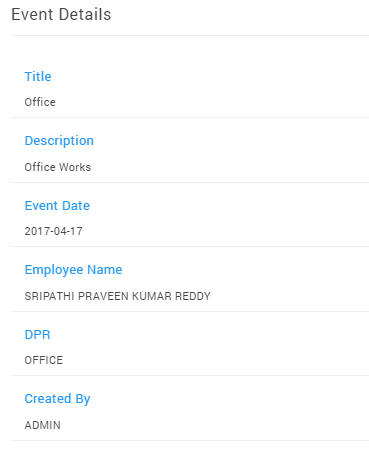 Event Details
Title
Office
Description
Office Works
Event Date
2017-04-17
Employee Name
SRIPATHI PRAVEEN KUMAR REDDY
DPR
OFFICE
Created By
ADMIN